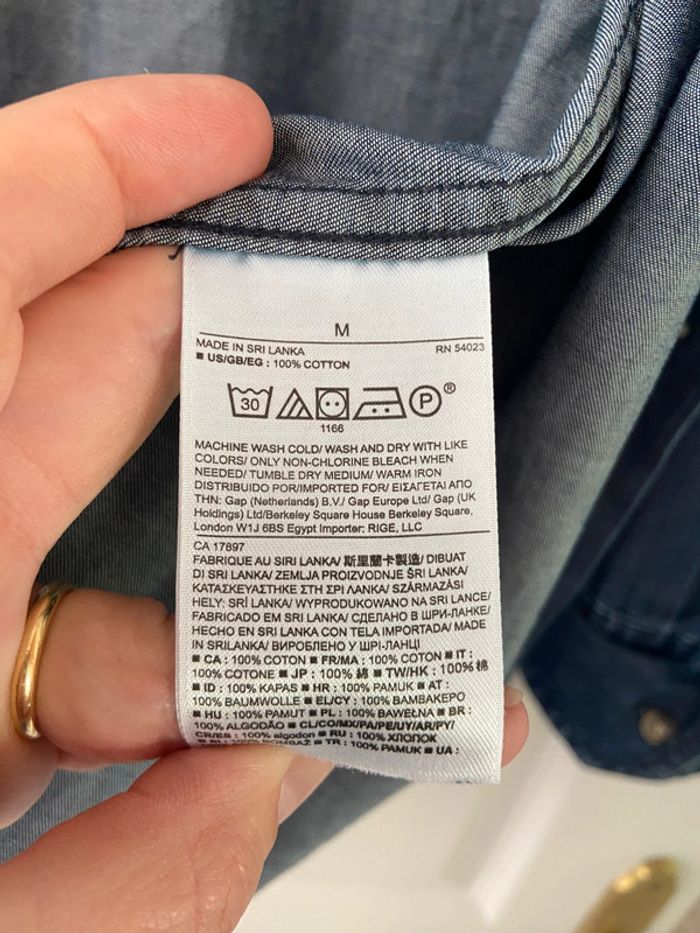 M
MADE IN SRI LANKA RN 54023
■ US/GB/EG : 100% COTTON
30 P ®
1166
MACHINE WASH COLD/ WASH AND DRY WITH LIKE
COLORS/ ONLY NON-CHLORINE BLEACH WHEN
NEEDED/ TUMBLE DRY MEDIUM/ WARM IRON
DISTRIBUIDO POR/IMPORTED FOR/ ΕΙΣΑΓΕΤΑΙ ΑΠΟ
ΤΗΝ: Gap (Netherlands) B.V./ Gap Europe Ltd/ Gap (UK
Holdings) Ltd/Berkeley Square House Berkeley Square,
London W1J 6BS Egypt Importer: RIGE, LLC
CA 17897
FABRIQUE AU SIRI LANKA/ 斯里蘭卡製造/ DIBUAT
DI SRI LANKA/ ZEMLJA PROIZVODNJE ŠRI LANKA/
ΚΑΤΑΣΚΕΥΑΣΤΗΚΕ ΣΤΗ ΣΡΙ ΛΑΝΚΑ/ SZÁRMAZÁSI
HELY: SRÍ LANKA/ WYPRODUKOWANO NA SRI LANCE/
FABRICADO EM SRI LANKA/ СДЕЛАНО В ШРИ-ЛАНКЕ/
HECHO EN SRI LANKA CON TELA IMPORTADA/ MADE
IN SRILANKA/ ВИРОБЛЕНО У ШРІ-ЛАНЦІ
■ CA : 100% COTON ■ FR/MA : 100% COTON ■ IT :
100% COTONE ■ JP : 100% 綿 ■ TW/HK : 100% 棉
■ ID : 100% KAPAS ■ HR : 100% PAMUK ■ AT :
100% BAUMWOLLE ■ EL/CY : 100% ΒΑΜΒΑΚΕΡΟ
■ HU : 100% PAMUT ■ PL : 100% BAWEŁNA ■ BR :
100% ALGODÃO ■ CL/CO/MX/PA/PE/UY/AR/PY/
CR/ES : 100% algodon ■ RU : 100% ХЛОПОК
100% BOMBAŽ ■ TR : 100% PAMUK ■ UA :